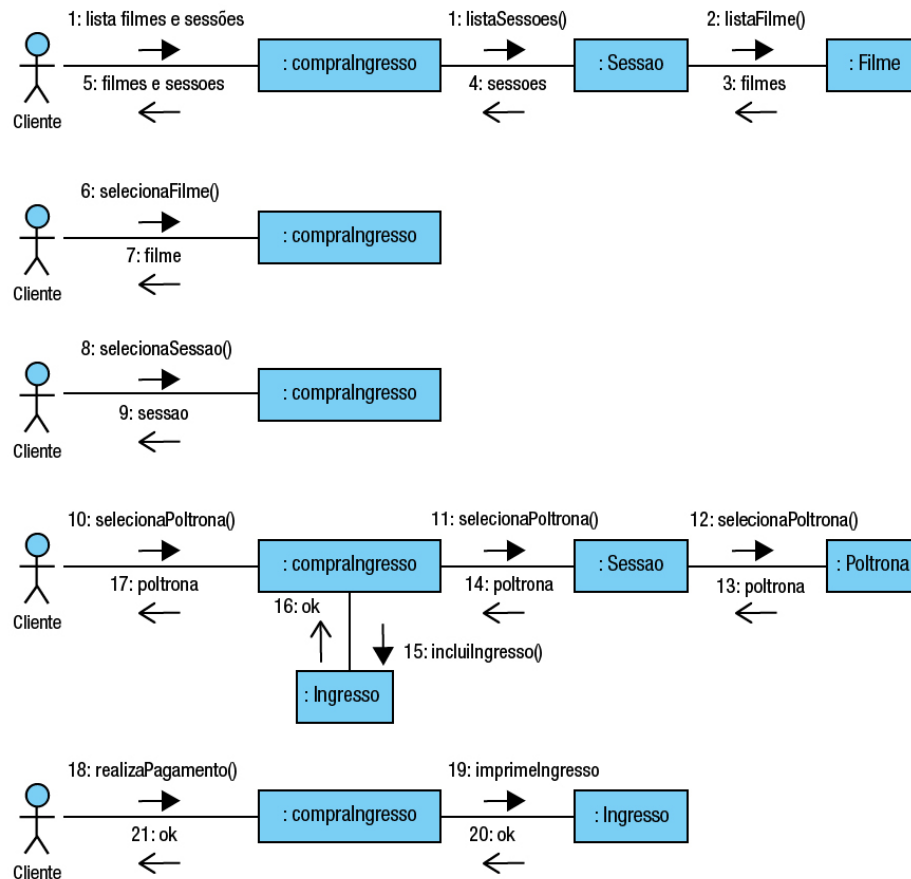 1: lista filmes e sessões
1: listaSessoes()
2: listaFilme()
: compraIngresso
: Sessao
: Filme
5: filmes e sessoes
4: sessoes
3: filmes
Cliente
6: selecionaFilme()
: compraIngresso
7: filme
Cliente
8: selecionaSessao()
: compraIngresso
9: sessao
Cliente
10: selecionaPoltrona()
11: selecionaPoltrona()
12: selecionaPoltrona()
: compraIngresso
: Sessao
: Poltrona
17: poltrona
14: poltrona
13: poltrona
16: ok
Cliente
15: incluiIngresso()
: Ingresso
18: realizaPagamento()
19: imprimeIngresso
: compraIngresso
: Ingresso
21: ok
20: ok
Cliente